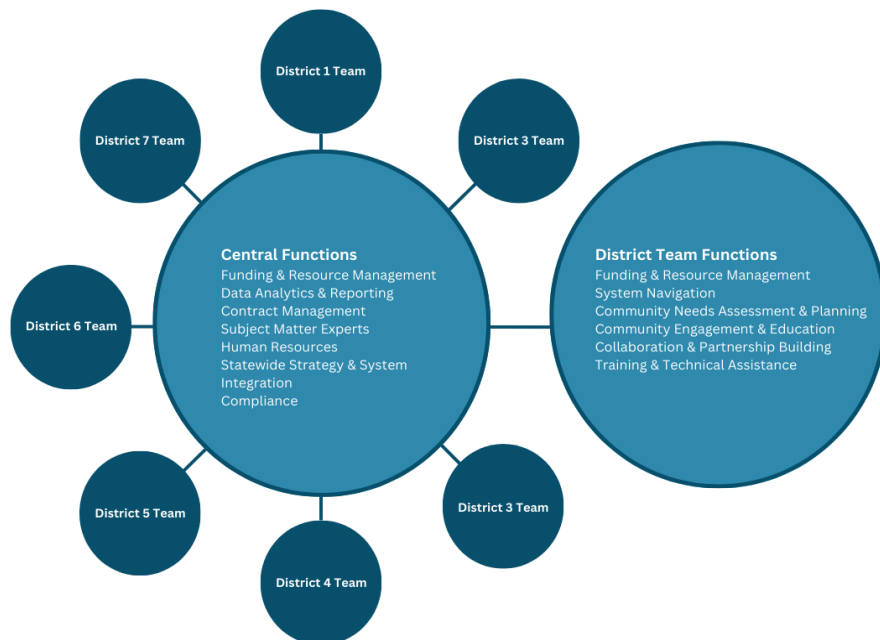 District 1 Team
District 7 Team
District 3 Team
Central Functions
Funding & Resource Management
Data Analytics & Reporting
Contract Management
Subject Matter Experts
Human Resources
Statewide Strategy & System
Integration
Compliance
District Team Functions
Funding & Resource Management
System Navigation
Community Needs Assessment & Planning
Community Engagement & Education
Collaboration & Partnership Building
Training & Technical Assistance
District 6 Team
District 5 Team
District 3 Team
District 4 Team